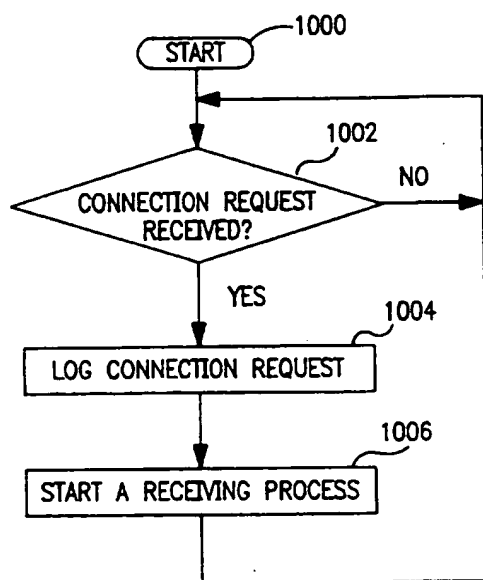 1000
START
1002
CONNECTION REQUEST
RECEIVED?
NO
YES
1004
LOG CONNECTION REQUEST
1006
START A RECEIVING PROCESS